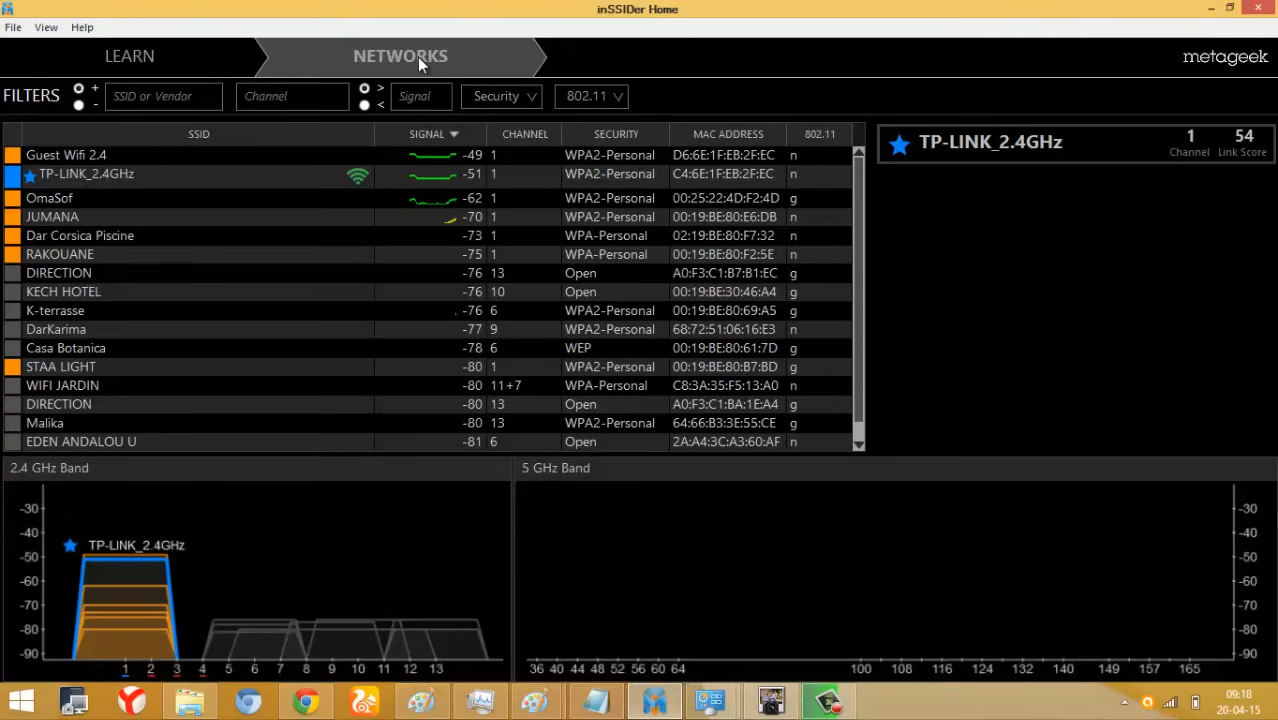 inSSIDer Home
File View Help
LEARN NETWORKS metageek
FILTERS + - SSID or Vendor Channel > < Signal Security 802.11
SSID SIGNAL CHANNEL SECURITY MAC ADDRESS 802.11
Guest Wifi 2.4 -49 1 WPA2-Personal D6:6E:1F:EB:2F:EC n
TP-LINK_2.4GHz -51 1 WPA2-Personal C4:6E:1F:EB:2F:EC n
OmaSof -62 1 WPA2-Personal 00:25:22:4D:F2:4D g
JUMANA -70 1 WPA2-Personal 00:19:BE:80:E6:DB n
Dar Corsica Piscine -73 1 WPA-Personal 02:19:BE:80:F7:32 n
RAKOUANE -75 1 WPA-Personal 00:19:BE:80:F2:5E n
DIRECTION -76 13 Open A0:F3:C1:B7:B1:EC g
KECH HOTEL -76 10 Open 00:19:BE:30:46:A4 g
K-terrasse -76 6 WPA2-Personal 00:19:BE:80:69:A5 g
DarKarima -77 9 WPA2-Personal 68:72:51:06:16:E3 n
Casa Botanica -78 6 WEP 00:19:BE:80:61:7D g
STAA LIGHT -80 1 WPA2-Personal 00:19:BE:80:B7:BD g
WIFI JARDIN -80 11+7 WPA-Personal C8:3A:35:F5:13:A0 n
DIRECTION -80 13 Open A0:F3:C1:BA:1E:A4 g
Malika -80 13 WPA2-Personal 64:66:B3:3E:55:CE g
EDEN ANDALOU U -81 6 Open 2A:A4:3C:A3:60:AF n
TP-LINK_2.4GHz 1 54
Channel Link Score
2.4 GHz Band
-30
-40
TP-LINK_2.4GHz
-50
-60
-70
-80
-90
1 2 3 4 5 6 7 8 9 10 11 12 13
5 GHz Band
-30
-40
-50
-60
-70
-80
-90
36 40 44 48 52 56 60 64 100 108 116 124 132 140 149 157 165
09:18
20-04-15